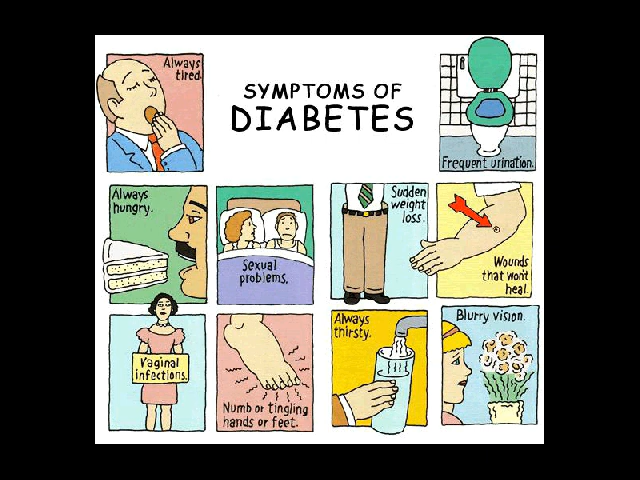 SYMPTOMS OF
DIABETES
Always
tired.
Frequent urination.
Always
hungry.
Sexual
problems.
Sudden
weight
loss.
Wounds
that won't
heal.
Vaginal
infections.
Numb or tingling
hands or feet.
Always
thirsty.
Blurry vision.